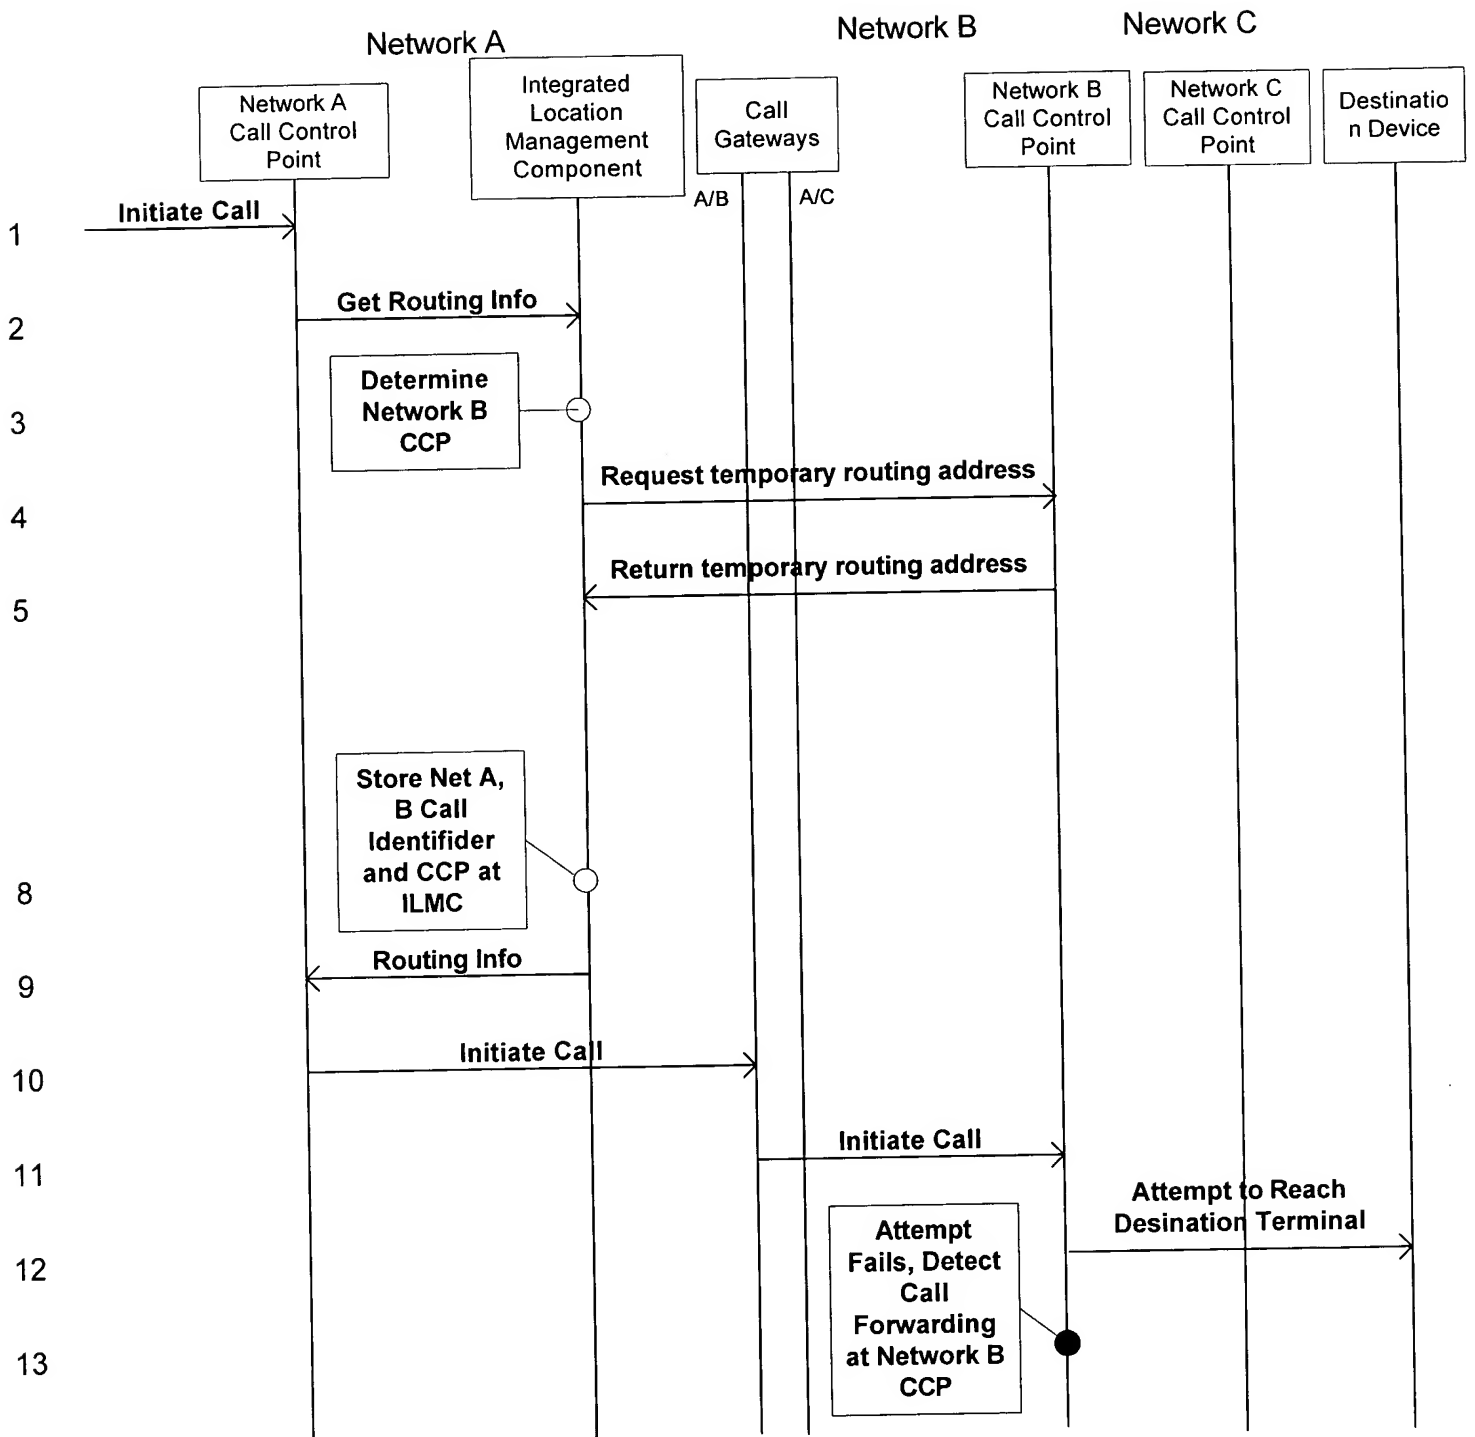 Network A
Network B
Nework C
Network A
Call Control
Point
Integrated
Location
Management
Component
Call
Gateways
Network B
Call Control
Point
Network C
Call Control
Point
Destinatio
n Device
A/B
A/C
1
Initiate Call
2
Get Routing Info
3
Determine
Network B
CCP
4
Request temporary routing address
5
Return temporary routing address
8
Store Net A,
B Call
Identifider
and CCP at
ILMC
9
Routing Info
10
Initiate Call
11
Initiate Call
12
Attempt to Reach
Desination Terminal
13
Attempt
Fails, Detect
Call
Forwarding
at Network B
CCP